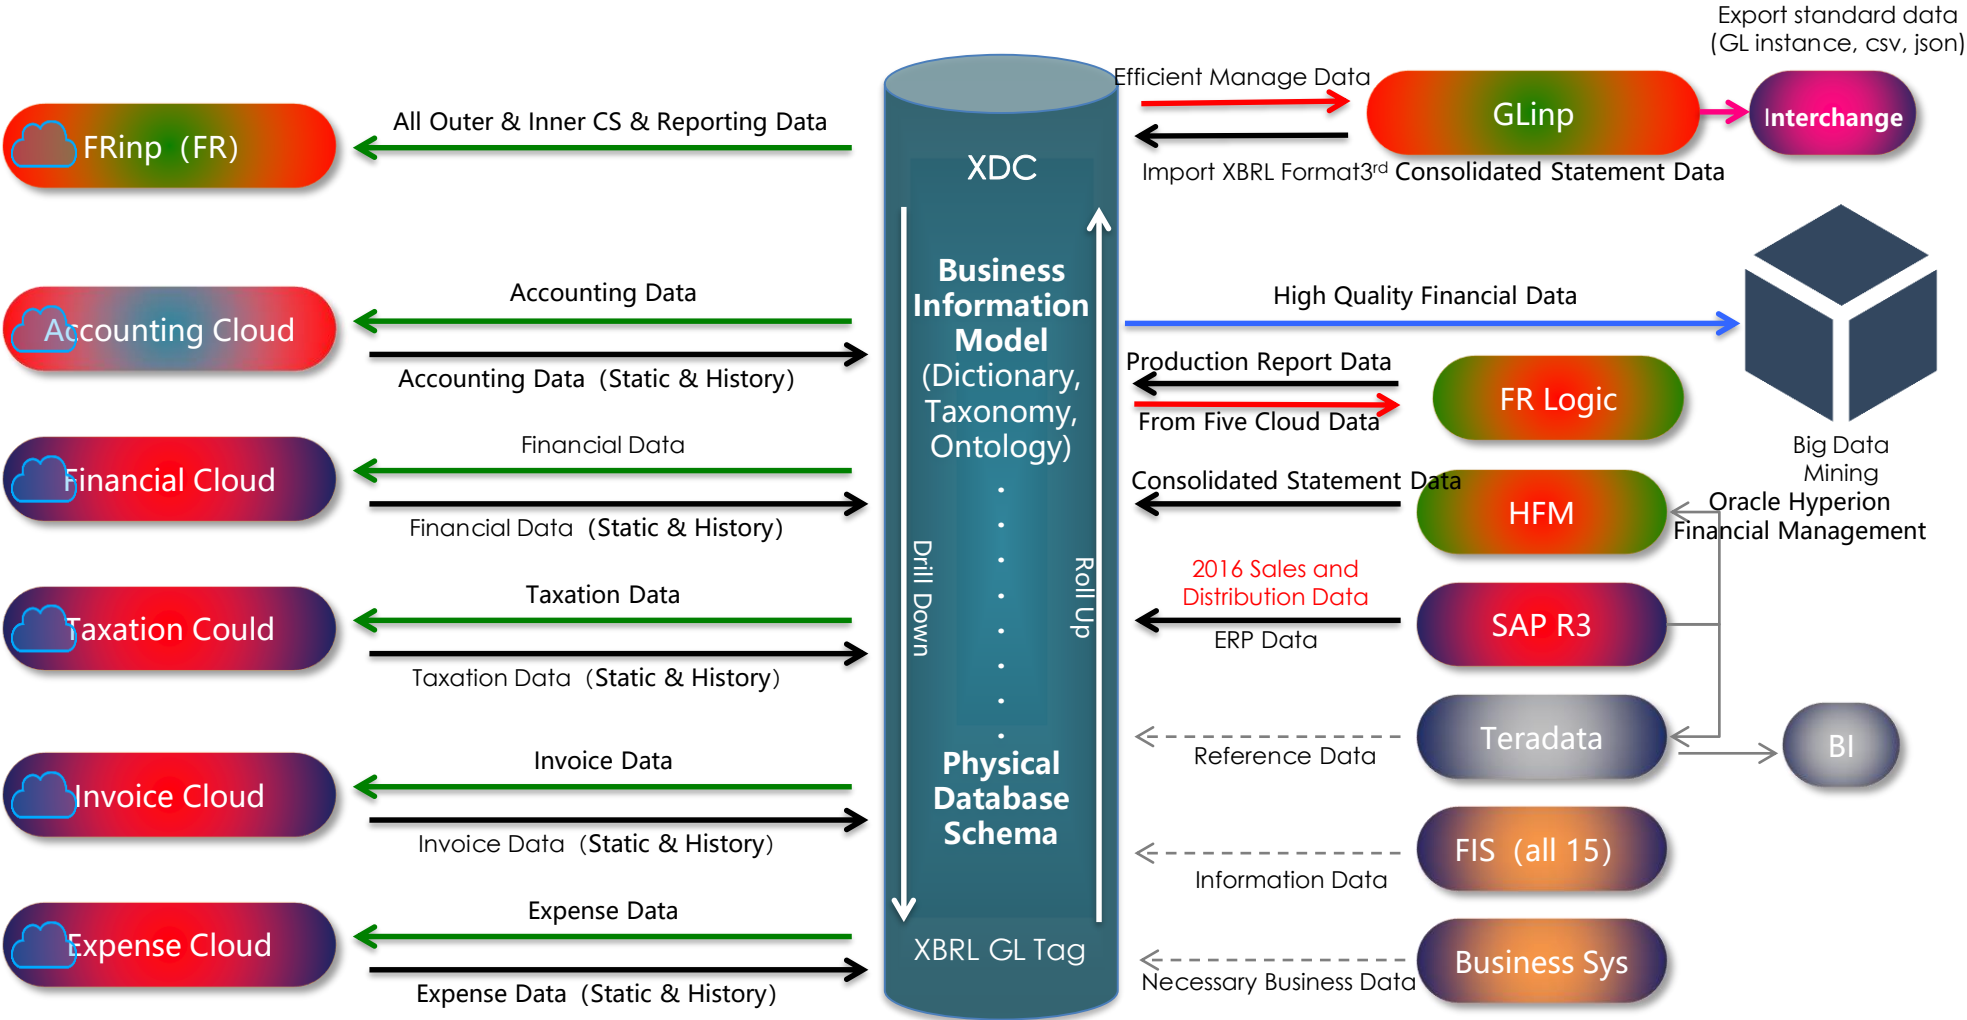 Export standard data
(GL instance, csv, json)
FRinp（FR)
All Outer & Inner CS & Reporting Data
Accounting Cloud
Accounting Data
Accounting Data（Static & History）
Financial Cloud
Financial Data
Financial Data（Static & History）
Taxation Could
Taxation Data
Taxation Data（Static & History）
Invoice Cloud
Invoice Data
Invoice Data（Static & History）
Expense Cloud
Expense Data
Expense Data（Static & History）
XDC
Business
Information
Model
(Dictionary,
Taxonomy,
Ontology)
Drill Down
Roll Up
Physical
Database
Schema
XBRL GL Tag
Efficient Manage Data
GLinp
Interchange
Import XBRL Format3rd Consolidated Statement Data
High Quality Financial Data
Production Report Data
FR Logic
From Five Cloud Data
Big Data
Mining
Consolidated Statement Data
HFM
Oracle Hyperion
Financial Management
2016 Sales and
Distribution Data
SAP R3
ERP Data
Teradata
BI
Reference Data
FIS（all 15）
Information Data
Business Sys
Necessary Business Data